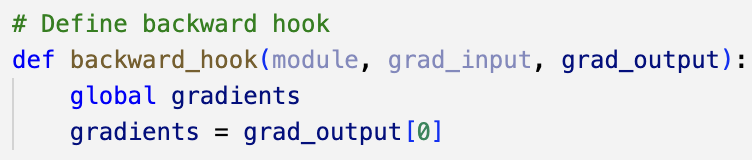 # Define backward hook
def backward_hook(module, grad_input, grad_output):
    global gradients
    gradients = grad_output[0]